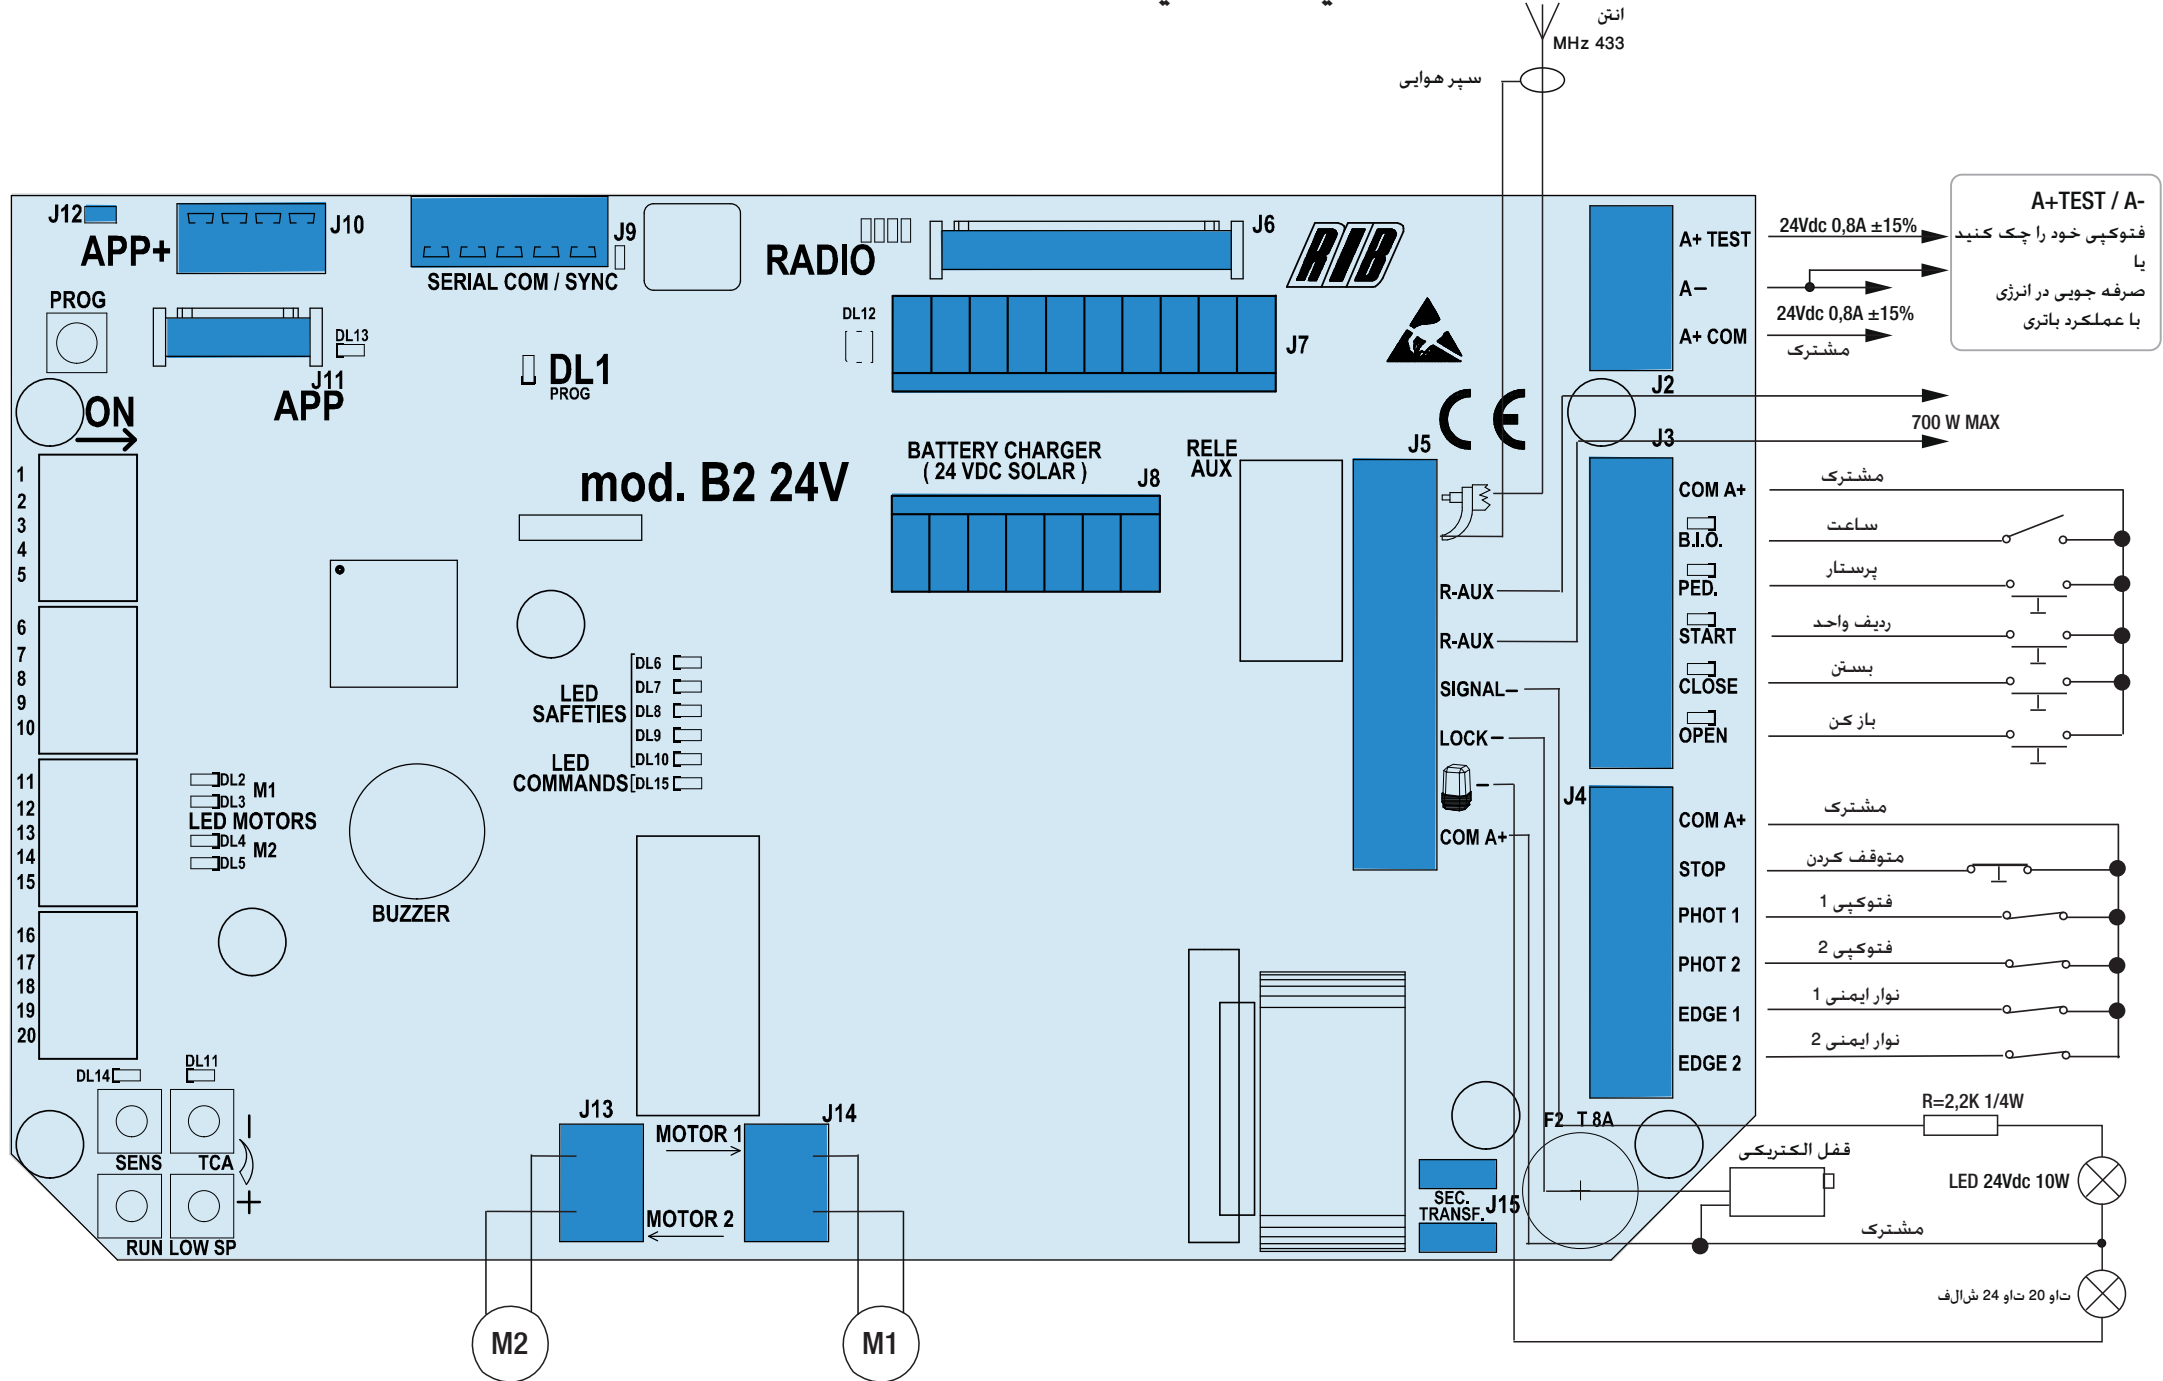 انتن
MHz 433
سپر هوایی
J12
APP+
J10
J9
SERIAL COM / SYNC
RADIO
J6
RIB
A+ TEST
24Vdc 0,8A ±15%
A+TEST / A-
فتوکپی خود را چک کنید
یا
صرفه جویی در انرژی
با عملکرد باتری
A–
24Vdc 0,8A ±15%
A+ COM
مشترک
PROG
DL13
J11
APP
DL1
PROG
DL12
J7
J2
700 W MAX
ON
CE
J3
J5
mod. B2 24V
BATTERY CHARGER
( 24 VDC SOLAR )
J8
RELE
AUX
1
2
3
4
5
6
7
8
9
10
11
12
13
14
15
16
17
18
19
20
R-AUX
R-AUX
SIGNAL–
LOCK–
-
COM A+
COM A+
مشترک
B.I.O.
ساعت
PED.
پرستار
START
ردیف واحد
CLOSE
بستن
OPEN
باز کن
J4
COM A+
مشترک
STOP
متوقف کردن
PHOT 1
فتوکپی 1
PHOT 2
فتوکپی 2
EDGE 1
نوار ایمنی 1
EDGE 2
نوار ایمنی 2
LED
SAFETIES
DL6
DL7
DL8
DL9
DL10
LED
COMMANDS
DL15
DL2
DL3
M1
LED MOTORS
DL4
DL5
M2
BUZZER
DL14
DL11
SENS
TCA
–
+
RUN
LOW SP
J13
MOTOR 1
J14
MOTOR 2
M2
M1
SEC.
TRANSF.
J15
F2 T 8A
R=2,2K 1/4W
قفل الکتریکی
LED 24Vdc 10W
مشترک
تاو 20 تاو 24 شالف